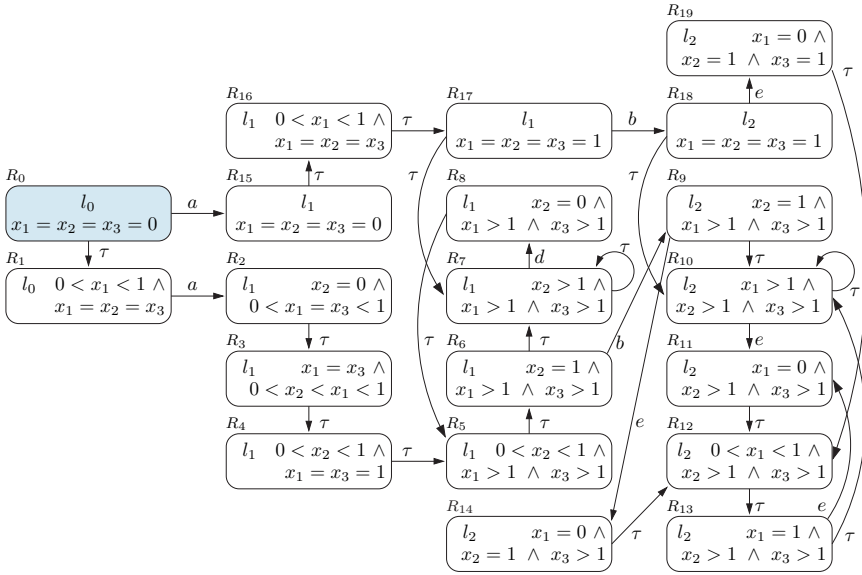 R₁₉
l₂ x₁ = 0 ∧
x₂ = 1 ∧ x₃ = 1
τ
e
R₁₆
l₁ 0 < x₁ < 1 ∧
x₁ = x₂ = x₃
τ
R₁₇
l₁
x₁ = x₂ = x₃ = 1
b
R₁₈
l₂
x₁ = x₂ = x₃ = 1
τ
τ
τ
R₀
l₀
x₁ = x₂ = x₃ = 0
a
R₁₅
l₁
x₁ = x₂ = x₃ = 0
R₈
l₁ x₂ = 0 ∧
x₁ > 1 ∧ x₃ > 1
R₉
l₂ x₂ = 1 ∧
x₁ > 1 ∧ x₃ > 1
τ
d
τ
τ
τ
R₁
l₀ 0 < x₁ < 1 ∧
x₁ = x₂ = x₃
a
R₂
l₁ x₂ = 0 ∧
0 < x₁ = x₃ < 1
R₇
l₁ x₂ > 1 ∧
x₁ > 1 ∧ x₃ > 1
R₁₀
l₂ x₁ > 1 ∧
x₂ > 1 ∧ x₃ > 1
τ
τ
τ
τ
b
e
R₃
l₁ x₁ = x₃ ∧
0 < x₂ < x₁ < 1
R₆
l₁ x₂ = 1 ∧
x₁ > 1 ∧ x₃ > 1
R₁₁
l₂ x₁ = 0 ∧
x₂ > 1 ∧ x₃ > 1
τ
τ
e
τ
R₄
l₁ 0 < x₂ < 1 ∧
x₁ = x₃ = 1
τ
R₅
l₁ 0 < x₂ < 1 ∧
x₁ > 1 ∧ x₃ > 1
R₁₂
l₂ 0 < x₁ < 1 ∧
x₂ > 1 ∧ x₃ > 1
τ
e
R₁₄
l₂ x₁ = 0 ∧
x₂ = 1 ∧ x₃ > 1
τ
R₁₃
l₂ x₁ = 1 ∧
x₂ > 1 ∧ x₃ > 1
τ